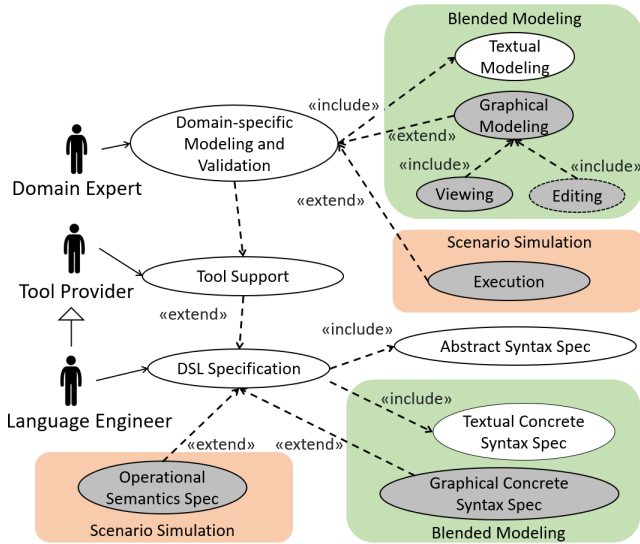 Blended Modeling
Textual
Modeling
«include»
Graphical
Modeling
«extend»
Domain-specific
Modeling and
Validation
Domain Expert
«include»
«include»
Viewing
Editing
«extend»
Scenario Simulation
Execution
Tool Support
Tool Provider
«extend»
«include»
Abstract Syntax Spec
DSL Specification
Language Engineer
«include»
Textual Concrete
Syntax Spec
«extend»
«extend»
Operational
Semantics Spec
Graphical Concrete
Syntax Spec
Scenario Simulation
Blended Modeling